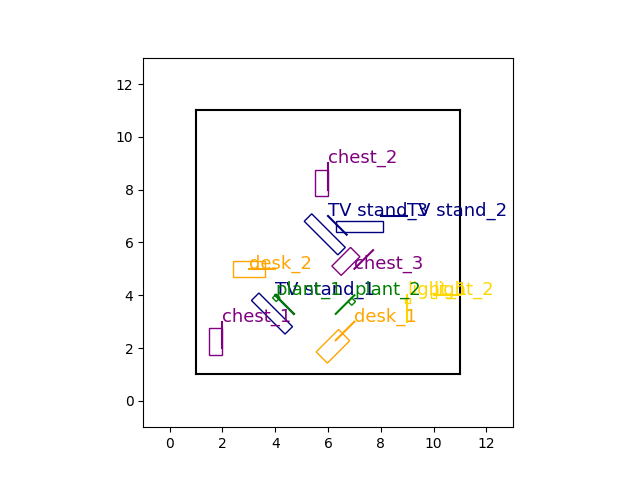 12
10
8
6
4
2
0
chest_2
TV stand_3
TV stand_2
desk_2
chest_3
TV stand_1
plant_1
plant_2
light_2
chest_1
desk_1
0
2
4
6
8
10
12